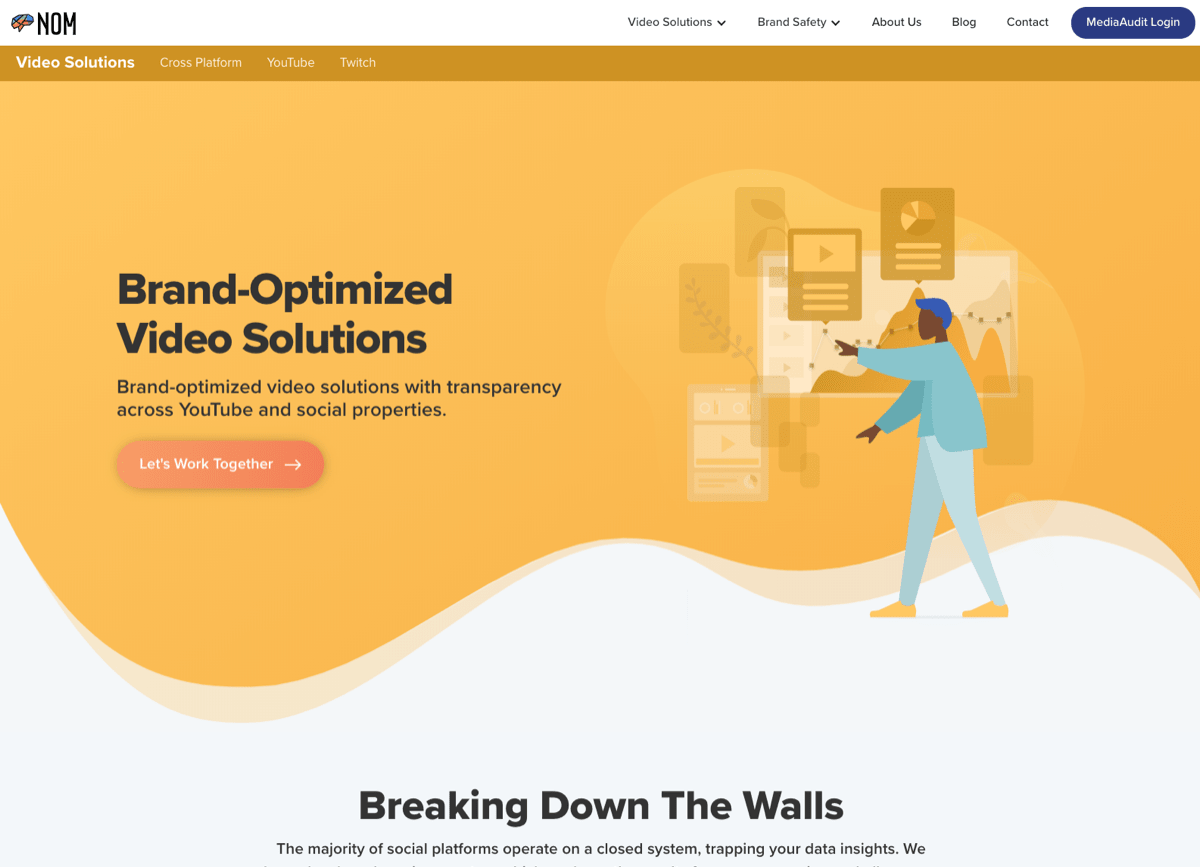 NOM
Video Solutions
Brand Safety
About Us
Blog
Contact
MediaAudit Login
Video Solutions
Cross Platform
YouTube
Twitch
Brand-Optimized
Video Solutions
Brand-optimized video solutions with transparency
across YouTube and social properties.
Let's Work Together
Breaking Down The Walls
The majority of social platforms operate on a closed system, trapping your data insights. We